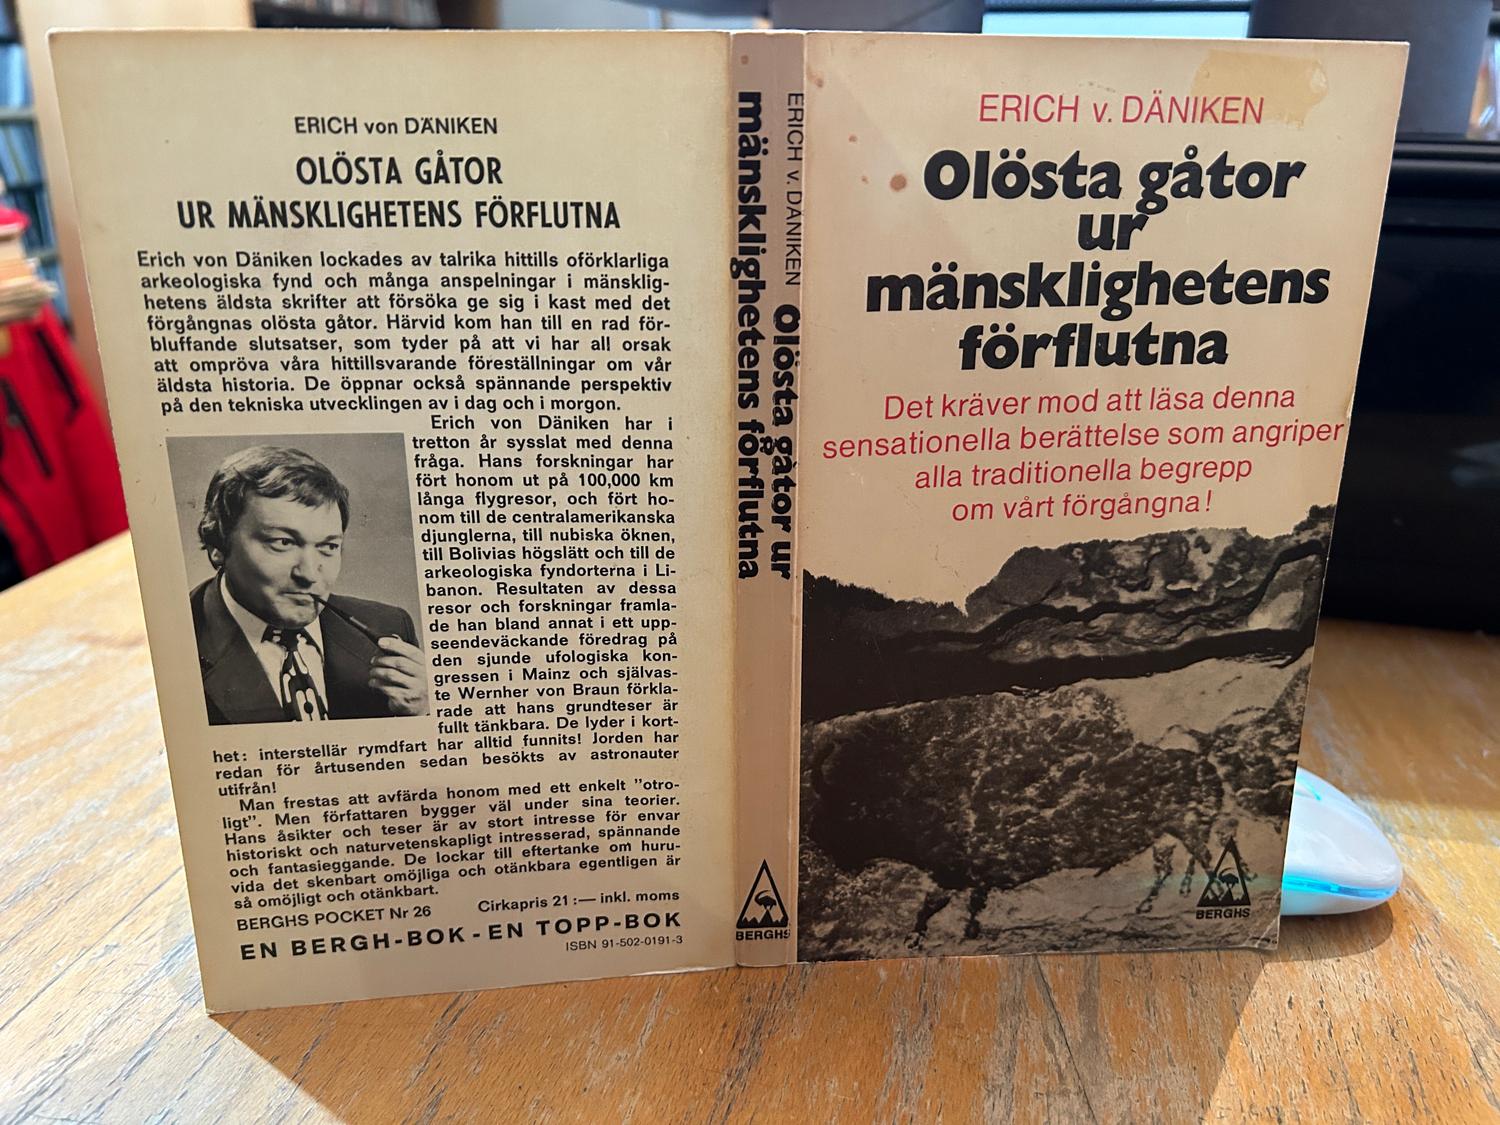 ERICH von DÄNIKEN
OLÖSTA GÅTOR
UR MÄNSKLIGHETENS FÖRFLUTNA
Erich von Däniken lockades av talrika hittills oförklarliga
arkeologiska fynd och många anspelningar i mänsklig-
hetens äldsta skrifter att försöka ge sig i kast med det
förgångnas olösta gåtor. Härvid kom han till en rad för-
bluffande slutsatser, som tyder på att vi har all orsak
att ompröva våra hittillsvarande föreställningar om vår
äldsta historia. De öppnar också spännande perspektiv
på den tekniska utvecklingen av i dag och i morgon.
Erich von Däniken har i
tretton år sysslat med denna
fråga. Hans forskningar har
fört honom ut på 100,000 km
långa flygresor, och fört ho-
nom till de centralamerikanska
djunglerna, till nubiska öknen,
till Bolivias högslätt och till de
arkeologiska fyndorterna i Li-
banon. Resultaten av dessa
resor och forskningar framla-
de han bland annat i ett upp-
seendeväckande föredrag på
den sjunde ufologiska kon-
gressen i Mainz och självas-
te Wernher von Braun förkla-
rade att hans grundteser är
fullt tänkbara. De lyder i kort-
het: interstellär rymdfart har alltid funnits! Jorden har
redan för årtusenden sedan besökts av astronauter
utifrån!
Man frestas att avfärda honom med ett enkelt "otro-
ligt". Men författaren bygger väl under sina teorier.
Hans åsikter och teser är av stort intresse för envar
historiskt och naturvetenskapligt intresserad, spännande
och fantasieggande. De lockar till eftertanke om huru-
vida det skenbart omöjliga och otänkbara egentligen är
så omöjligt och otänkbart.
BERGHS POCKET Nr 26 Cirkapris 21:— inkl. moms
EN BERGH-BOK - EN TOPP-BOK
ISBN 91-502-0191-3
ERICH v. DÄNIKEN Olösta gåtor ur
mänsklighetens förflutna
BERGHS
ERICH v. DÄNIKEN
Olösta gåtor
ur
mänsklighetens
förflutna
Det kräver mod att läsa denna
sensationella berättelse som angriper
alla traditionella begrepp
om vårt förgångna!
BERGHS